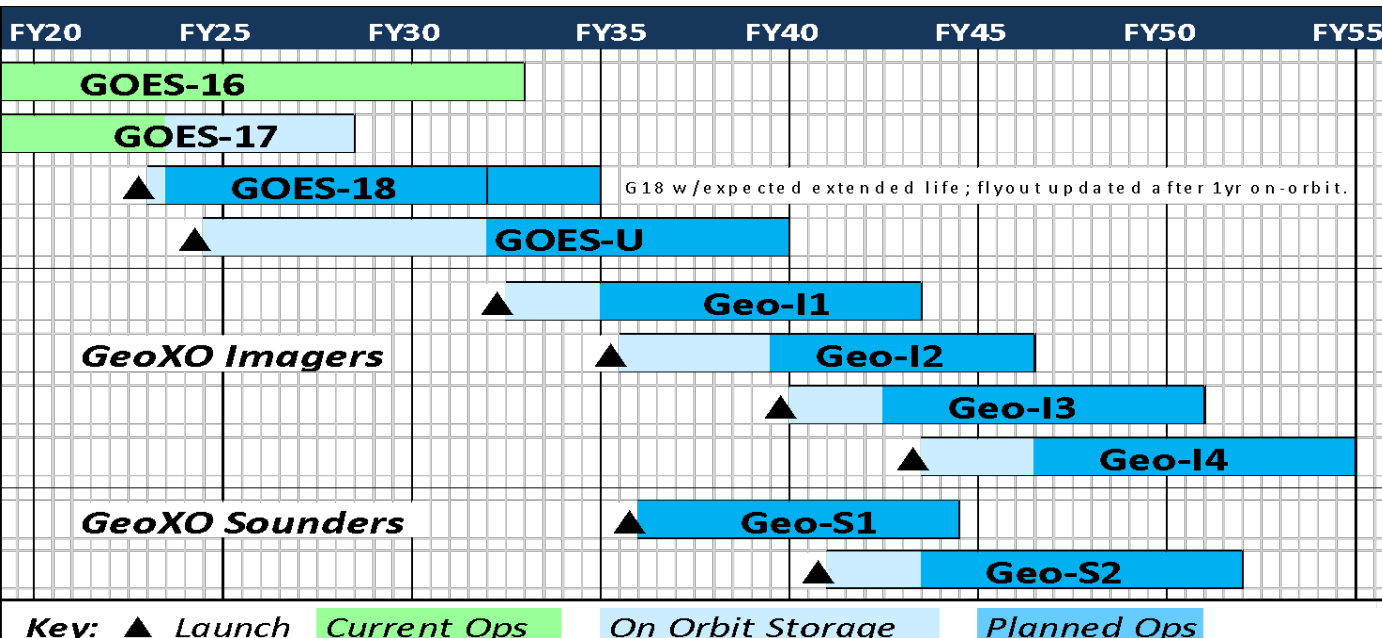 FY20 FY25 FY30 FY35 FY40 FY45 FY50 FY55
GOES-16
GOES-17
GOES-18
G18 w/expected extended life; flyout updated after 1yr on-orbit.
GOES-U
Geo-I1
GeoXO Imagers
Geo-I2
Geo-I3
Geo-I4
GeoXO Sounders
Geo-S1
Geo-S2
Key: Launch Current Ops On Orbit Storage Planned Ops